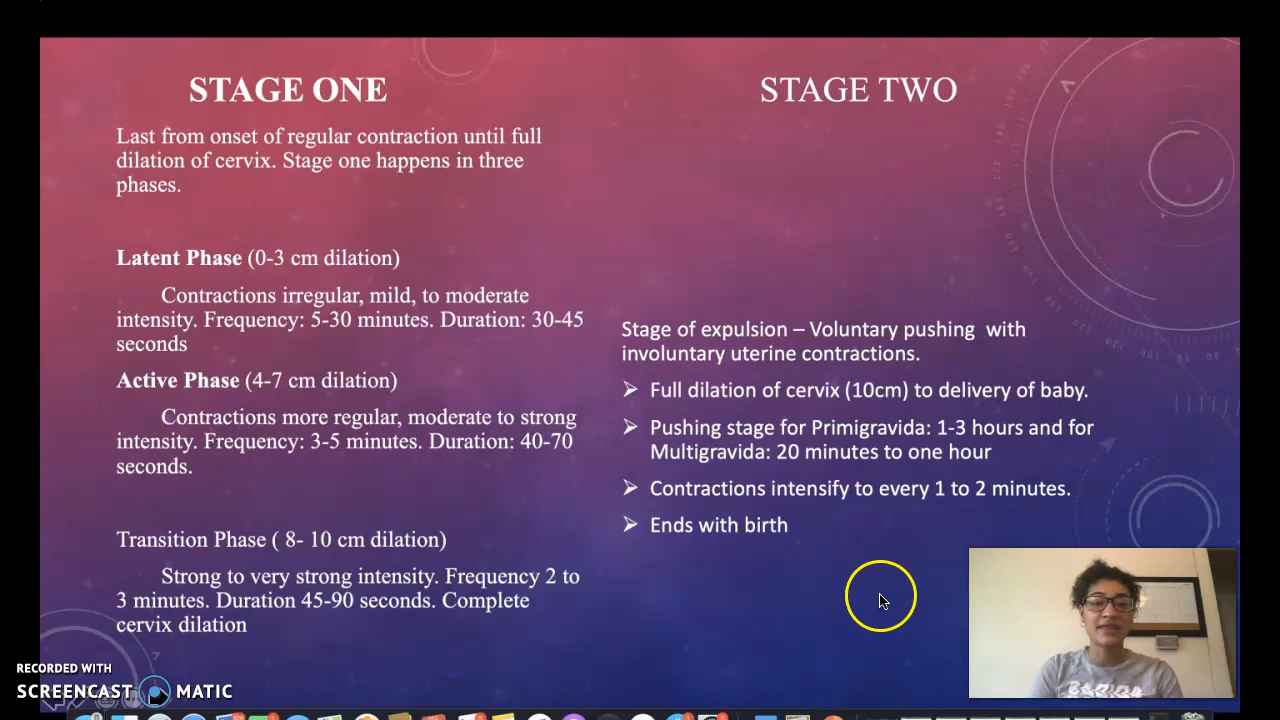 STAGE ONE
Last from onset of regular contraction until full
dilation of cervix. Stage one happens in three
phases.
Latent Phase (0-3 cm dilation)
Contractions irregular, mild, to moderate
intensity. Frequency: 5-30 minutes. Duration: 30-45
seconds
Active Phase (4-7 cm dilation)
Contractions more regular, moderate to strong
intensity. Frequency: 3-5 minutes. Duration: 40-70
seconds.
Transition Phase ( 8- 10 cm dilation)
Strong to very strong intensity. Frequency 2 to
3 minutes. Duration 45-90 seconds. Complete
cervix dilation
STAGE TWO
Stage of expulsion – Voluntary pushing  with
involuntary uterine contractions.
➢ Full dilation of cervix (10cm) to delivery of baby.
➢ Pushing stage for Primigravida: 1-3 hours and for
Multigravida: 20 minutes to one hour
➢ Contractions intensify to every 1 to 2 minutes.
➢ Ends with birth
RECORDED WITH
SCREENCAST MATIC